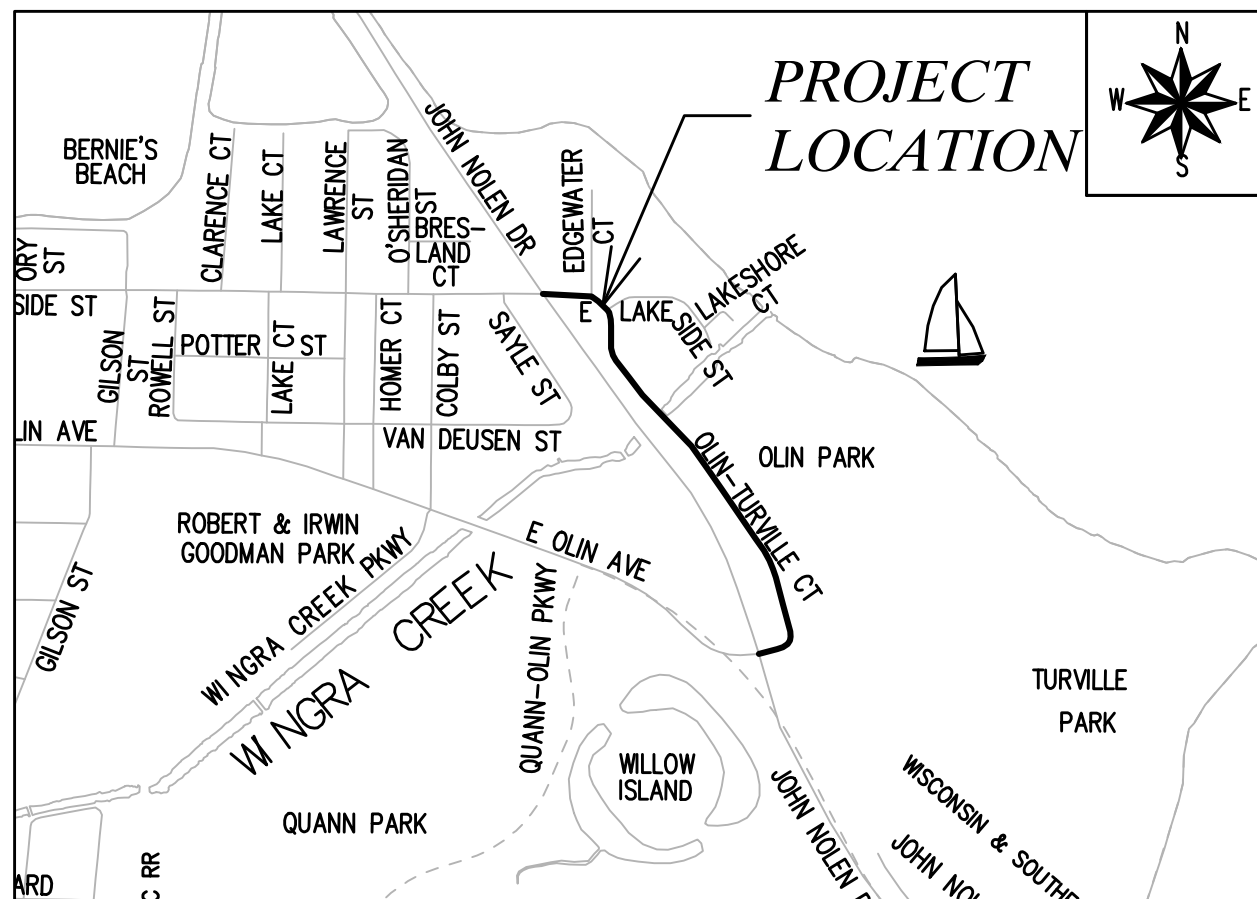 PROJECT
LOCATION
N
W
E
S
BERNIE'S
BEACH
CLARENCE CT
LAKE CT
LAWRENCE
ST
O'SHERIDAN
ST
BRES-
LAND
CT
JOHN NOLEN DR
EDGEWATER
CT
LAKESHORE
CT
ORY
ST
SIDE ST
E LAKE
SIDE ST
GILSON
ST
ROWELL ST
POTTER ST
LAKE CT
HOMER CT
COLBY ST
SAYLE ST
LIN AVE
VAN DEUSEN ST
OLIN-TURVILLE CT
OLIN PARK
ROBERT & IRWIN
GOODMAN PARK
E OLIN AVE
GILSON ST
WINGRA CREEK PKWY
WINGRA CREEK
QUANN-OLIN PKWY
TURVILLE
PARK
WILLOW
ISLAND
QUANN PARK
JOHN NOLEN D
WISCONSIN & SOUTHE
JOHN NOL
ARD
C RR